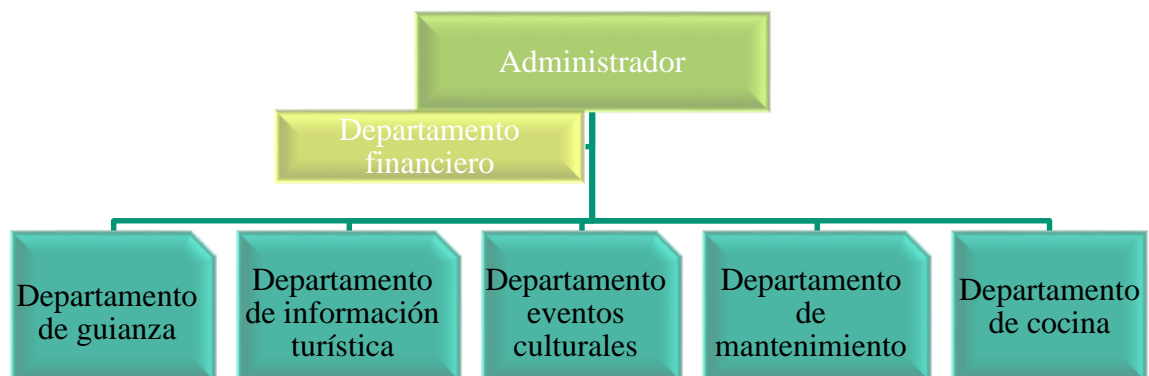 Administrador
Departamento
financiero
Departamento
de guianza
Departamento
de información
turística
Departamento
eventos
culturales
Departamento
de
mantenimiento
Departamento
de cocina